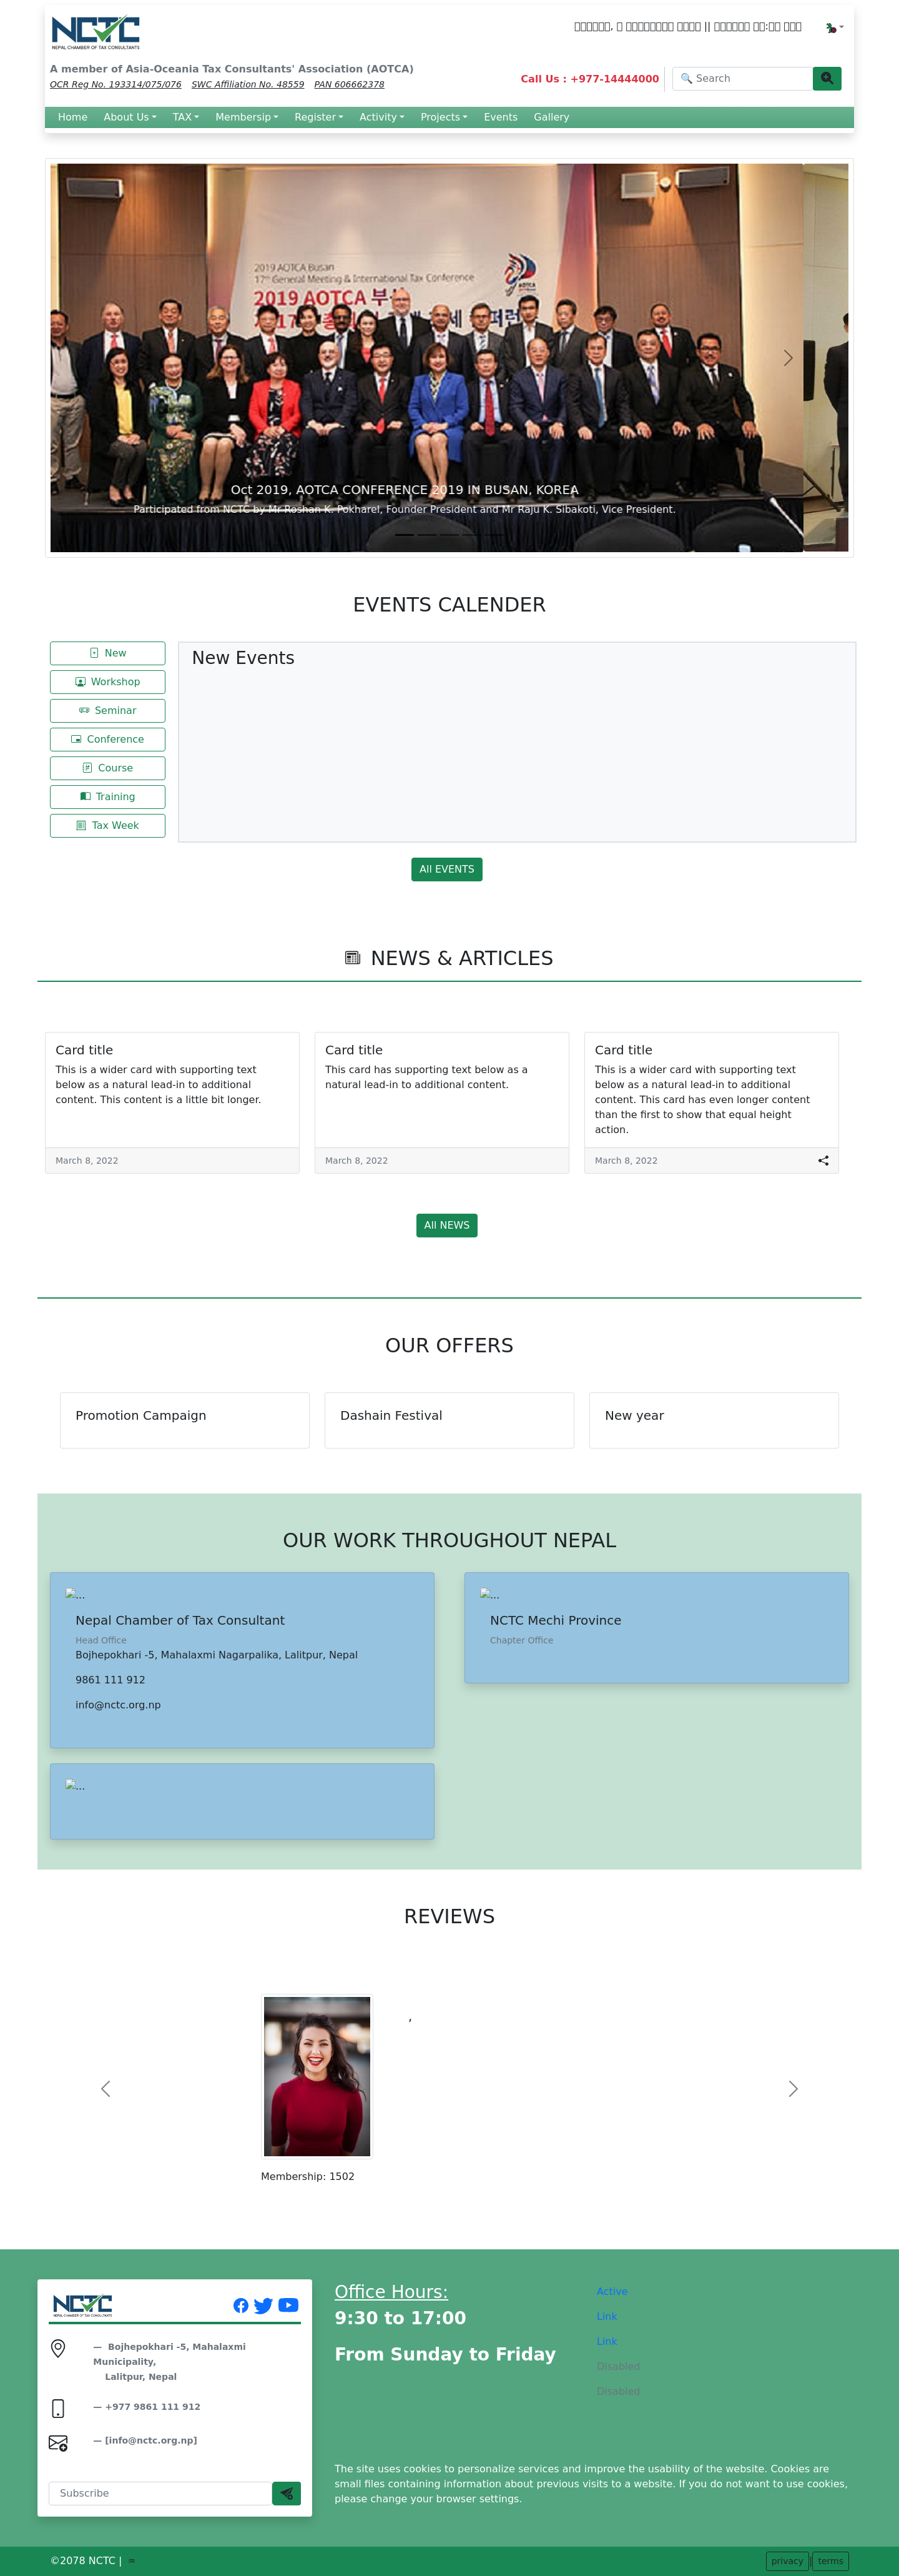 NCTC
NEPAL CHAMBER OF TAX CONSULTANTS
A member of Asia-Oceania Tax Consultants' Association (AOTCA)
OCR Reg No. 193314/075/076 SWC Affiliation No. 48559 PAN 606662378
Call Us : +977-14444000
Search
Home About Us TAX Membersip Register Activity Projects Events Gallery
2019 AOTCA Busan
17th General Meeting & International Tax Conference
2019 AOTCA
Oct 2019, AOTCA CONFERENCE 2019 IN BUSAN, KOREA
Participated from NCTC by Mr Roshan K. Pokharel, Founder President and Mr Raju K. Sibakoti, Vice President.
EVENTS CALENDER
New
Workshop
Seminar
Conference
Course
Training
Tax Week
New Events
All EVENTS
NEWS & ARTICLES
Card title
This is a wider card with supporting text
below as a natural lead-in to additional
content. This content is a little bit longer.
March 8, 2022
Card title
This card has supporting text below as a
natural lead-in to additional content.
March 8, 2022
Card title
This is a wider card with supporting text
below as a natural lead-in to additional
content. This card has even longer content
than the first to show that equal height
action.
March 8, 2022
All NEWS
OUR OFFERS
Promotion Campaign
Dashain Festival
New year
OUR WORK THROUGHOUT NEPAL
...
Nepal Chamber of Tax Consultant
Head Office
Bojhepokhari -5, Mahalaxmi Nagarpalika, Lalitpur, Nepal
9861 111 912
info@nctc.org.np
...
NCTC Mechi Province
Chapter Office
...
REVIEWS
,
Membership: 1502
NCTC
NEPAL CHAMBER OF TAX CONSULTANTS
— Bojhepokhari -5, Mahalaxmi
Municipality,
Lalitpur, Nepal
— +977 9861 111 912
— [info@nctc.org.np]
Subscribe
Office Hours:
9:30 to 17:00
From Sunday to Friday
Active
Link
Link
Disabled
Disabled
The site uses cookies to personalize services and improve the usability of the website. Cookies are
small files containing information about previous visits to a website. If you do not want to use cookies,
please change your browser settings.
©2078 NCTC | =
privacy | terms